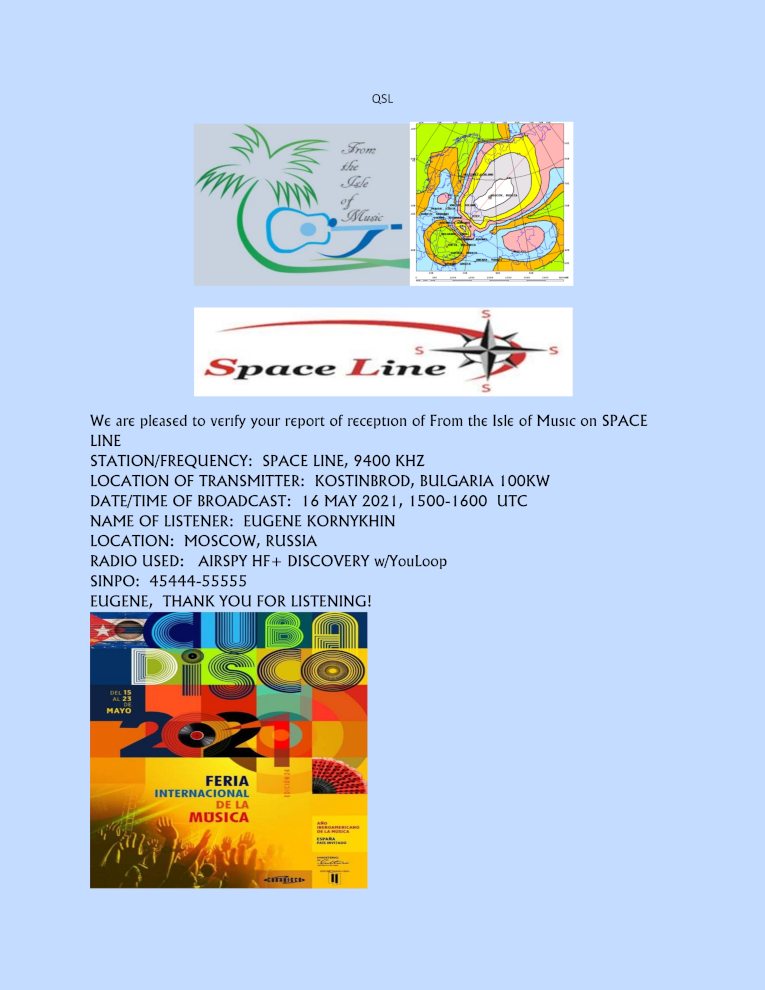 QSL
From
the
Isle
of
Music
S
S
S
S
Space Line
We are pleased to verify your report of reception of From the Isle of Music on SPACE
LINE
STATION/FREQUENCY: SPACE LINE, 9400 KHZ
LOCATION OF TRANSMITTER: KOSTINBROD, BULGARIA 100KW
DATE/TIME OF BROADCAST: 16 MAY 2021, 1500-1600 UTC
NAME OF LISTENER: EUGENE KORNYKHIN
LOCATION: MOSCOW, RUSSIA
RADIO USED: AIRSPY HF+ DISCOVERY w/YouLoop
SINPO: 45444-55555
EUGENE, THANK YOU FOR LISTENING!
CUBA
DISCO
DEL 15
AL 23
DE
MAYO
2021
FERIA
INTERNACIONAL
DE LA
MÚSICA
AÑO
IBEROAMERICANO
DE LA MÚSICA
ESPAÑA
PAÍS INVITADO